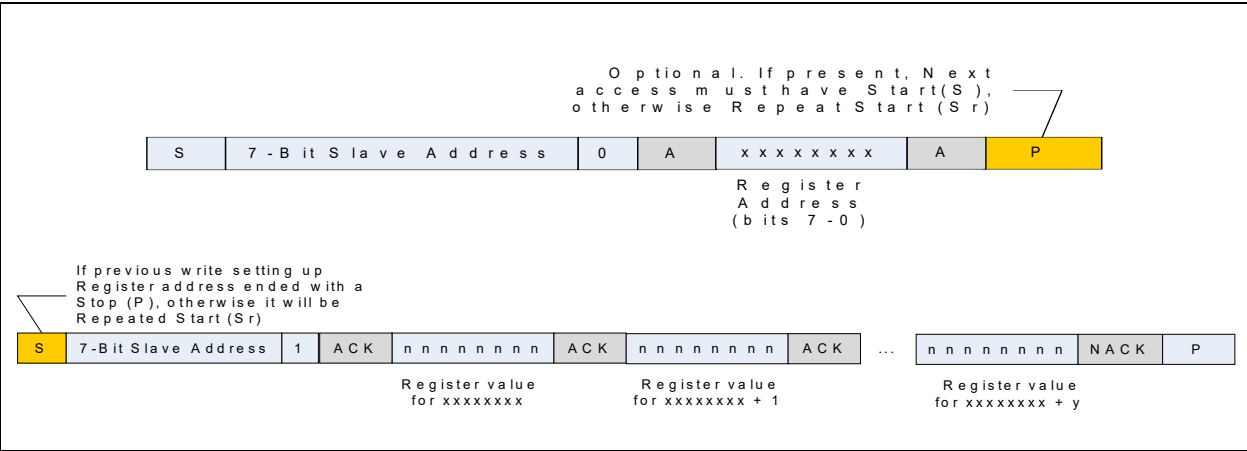 Optional. If present, Next
access must have Start(S),
otherwise Repeat Start (Sr)
S 7-Bit Slave Address 0 A xxxxxxxx A P
Register
Address
(bits 7-0)
If previous write setting up
Register address ended with a
Stop (P), otherwise it will be
Repeated Start (Sr)
S 7-Bit Slave Address 1 ACK nnnnnnnn ACK nnnnnnnn ACK ... nnnnnnnn NACK P
Register value Register value Register value
for xxxxxxxx for xxxxxxxx + 1 for xxxxxxxx + y